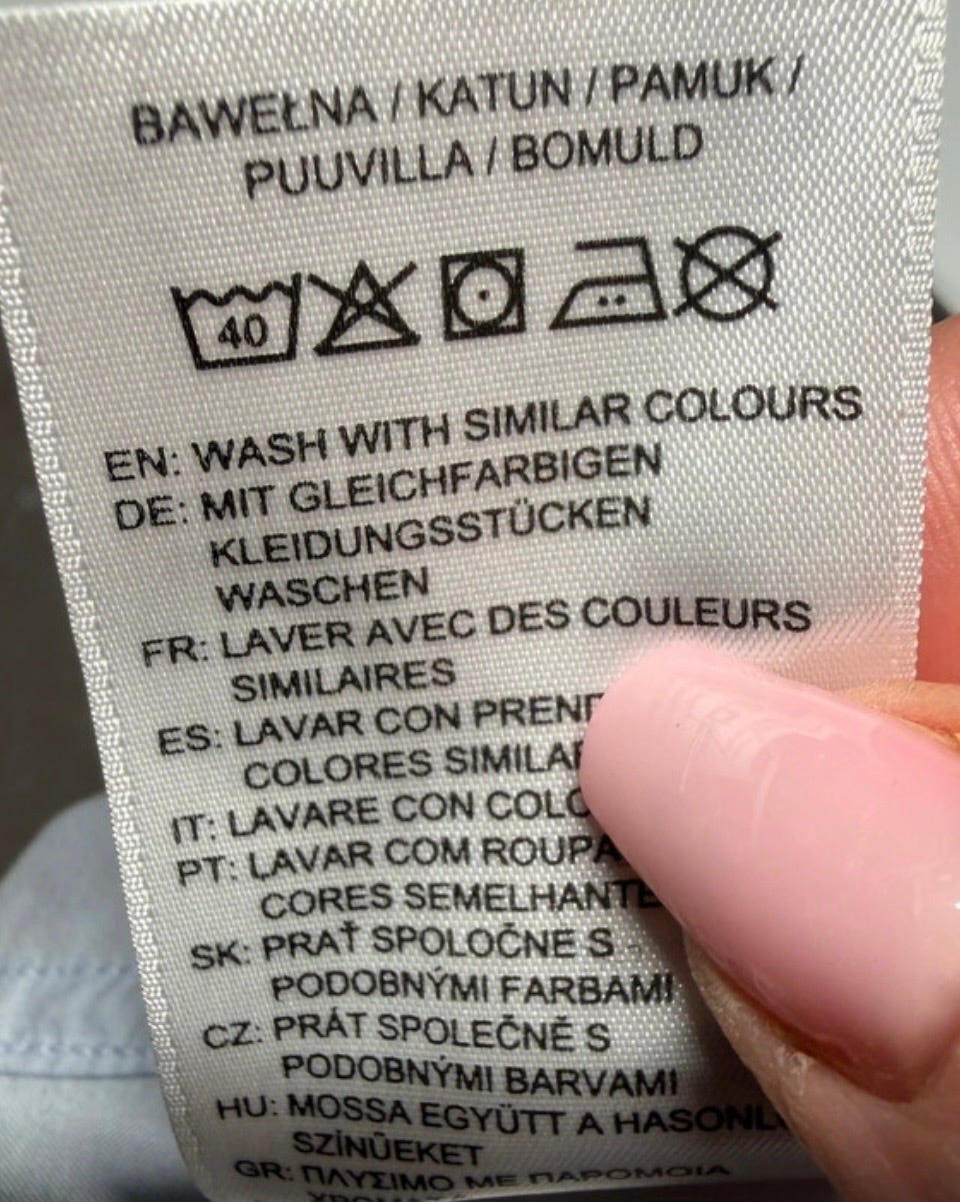 BAWEŁNA / KATUN / PAMUK /
PUUVILLA / BOMULD
40
EN: WASH WITH SIMILAR COLOURS
DE: MIT GLEICHFARBIGEN
KLEIDUNGSSTÜCKEN
WASCHEN
FR: LAVER AVEC DES COULEURS
SIMILAIRES
ES: LAVAR CON
COLORES
IT: LAVARE CON
PT: LAVAR COM
CORES
SK: PRAŤ SPOLOČNE S
PODOBNÝMI FARBAMI
CZ: PRÁT SPOLEČNĚ S
PODOBNÝMI BARVAMI
HU: MOSSA EGYÜTT A
SZÍNŰEKET
GR: ΠΛΥΣΙΜΟ ΜΕ ΠΑΡΟΜΟΙΑ